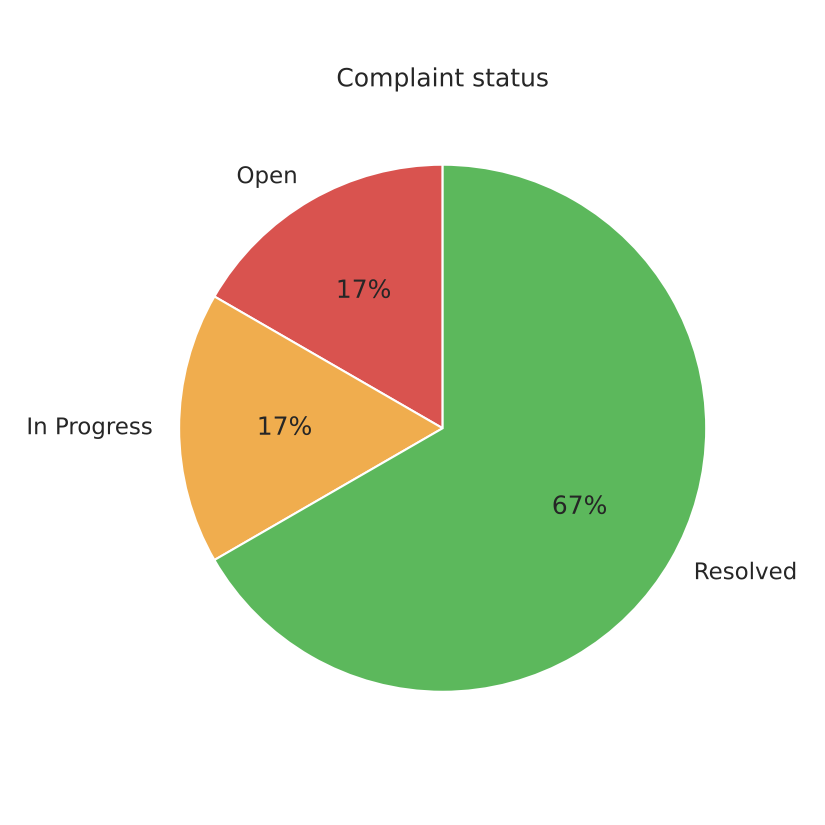 Complaint status
Open
17%
In Progress
17%
67%
Resolved